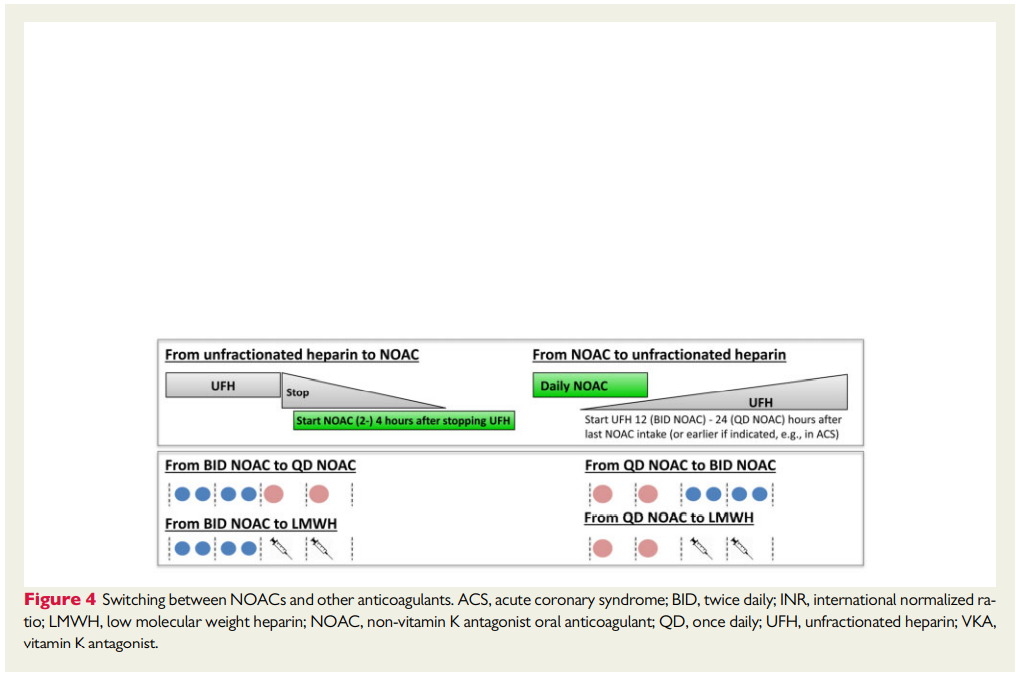 From unfractionated heparin to NOAC
UFH
Stop
Start NOAC (2-) 4 hours after stopping UFH
From NOAC to unfractionated heparin
Daily NOAC
UFH
Start UFH 12 (BID NOAC) - 24 (QD NOAC) hours after
last NOAC intake (or earlier if indicated, e.g., in ACS)
From BID NOAC to QD NOAC
From QD NOAC to BID NOAC
From BID NOAC to LMWH
From QD NOAC to LMWH
Figure 4 Switching between NOACs and other anticoagulants. ACS, acute coronary syndrome; BID, twice daily; INR, international normalized ra-
tio; LMWH, low molecular weight heparin; NOAC, non-vitamin K antagonist oral anticoagulant; QD, once daily; UFH, unfractionated heparin; VKA,
vitamin K antagonist.